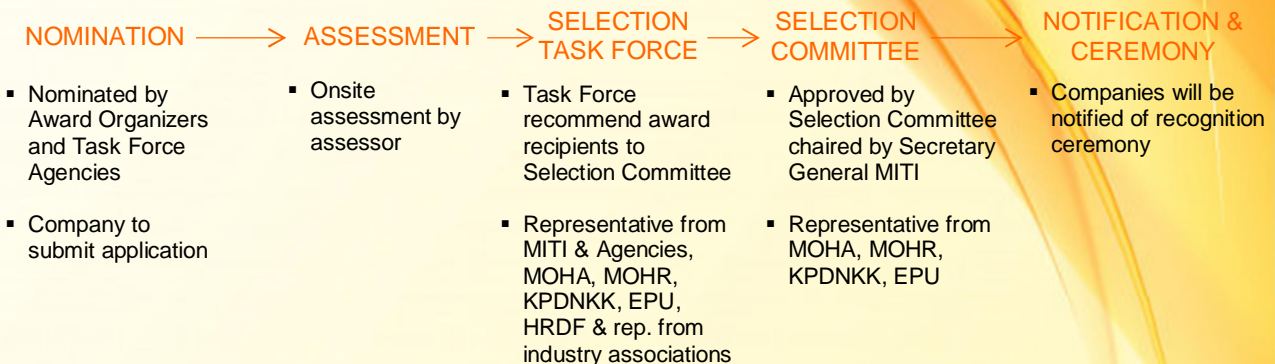 NOMINATION
ASSESSMENT
SELECTION
TASK FORCE
SELECTION
COMMITTEE
NOTIFICATION &
CEREMONY
▪ Nominated by
Award Organizers
and Task Force
Agencies
▪ Company to
submit application
▪ Onsite
assessment by
assessor
▪ Task Force
recommend award
recipients to
Selection Committee
▪ Representative from
MITI & Agencies,
MOHA, MOHR,
KPDNKK, EPU,
HRDF & rep. from
industry associations
▪ Approved by
Selection Committee
chaired by Secretary
General MITI
▪ Representative from
MOHA, MOHR,
KPDNKK, EPU
▪ Companies will be
notified of recognition
ceremony